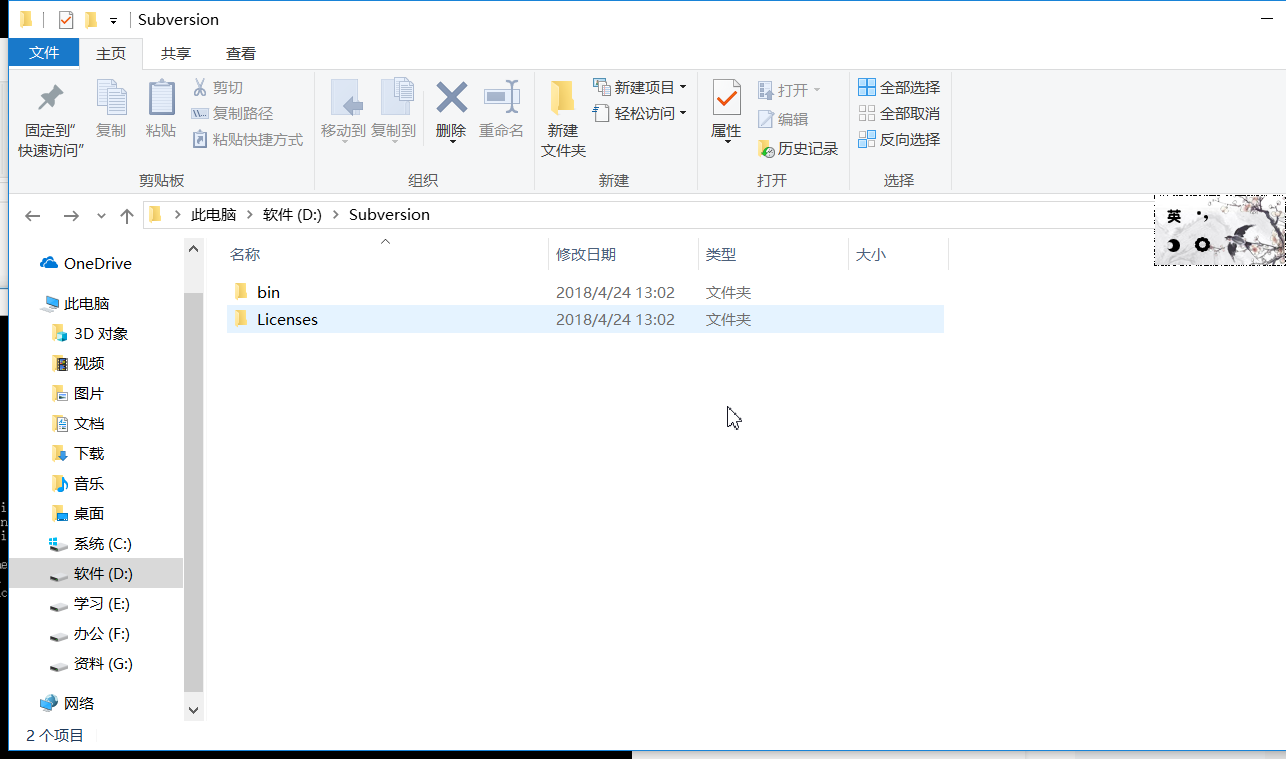 Subversion
文件 主页 共享 查看
固定到“
快速访问”
复制
粘贴
剪切
复制路径
粘贴快捷方式
剪贴板
移动到 复制到
删除 重命名
组织
新建
文件夹
新建项目
轻松访问
新建
属性
打开
编辑
历史记录
打开
全部选择
全部取消
反向选择
选择
此电脑 软件 (D:) Subversion
英
OneDrive
此电脑
3D 对象
视频
图片
文档
下载
音乐
桌面
系统 (C:)
软件 (D:)
学习 (E:)
办公 (F:)
资料 (G:)
网络
名称 修改日期 类型 大小
bin 2018/4/24 13:02 文件夹
Licenses 2018/4/24 13:02 文件夹
2 个项目